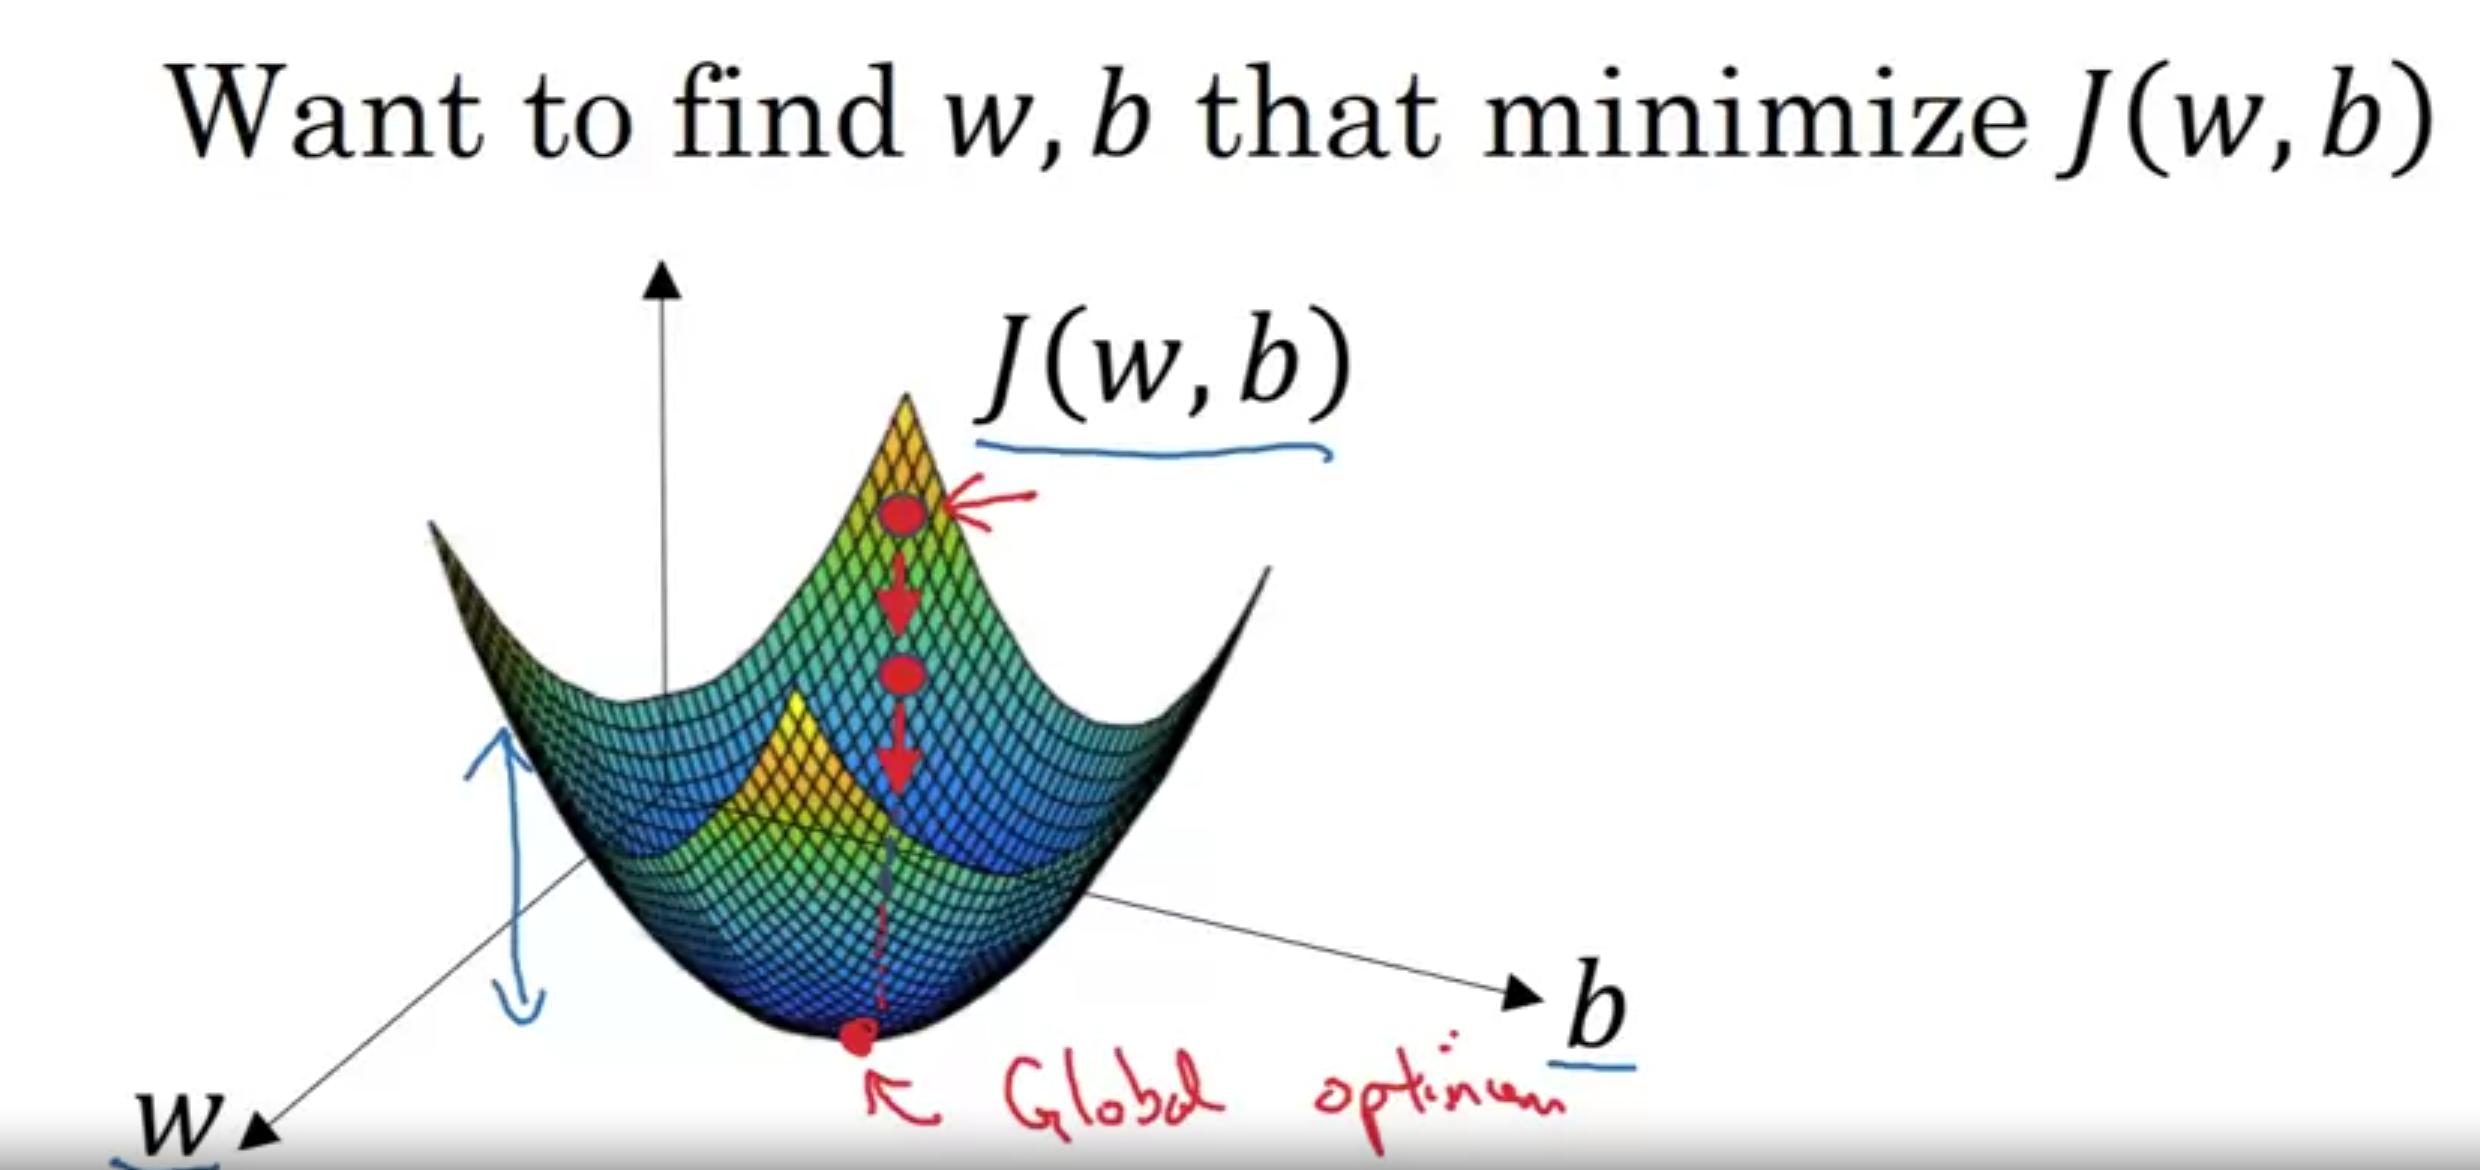 Want to find w, b that minimize J(w, b)
J(w, b)
b
Global optimum
w